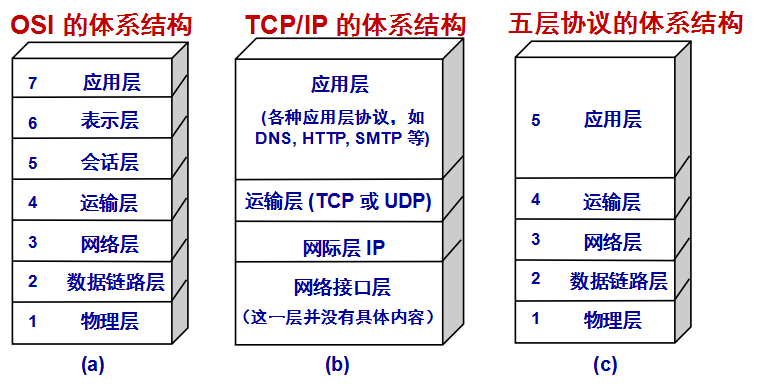 OSI 的体系结构
7 应用层
6 表示层
5 会话层
4 运输层
3 网络层
2 数据链路层
1 物理层
(a)
TCP/IP 的体系结构
应用层
(各种应用层协议，如
DNS, HTTP, SMTP 等)
运输层 (TCP 或 UDP)
网际层 IP
网络接口层
（这一层并没有具体内容）
(b)
五层协议的体系结构
5 应用层
4 运输层
3 网络层
2 数据链路层
1 物理层
(c)